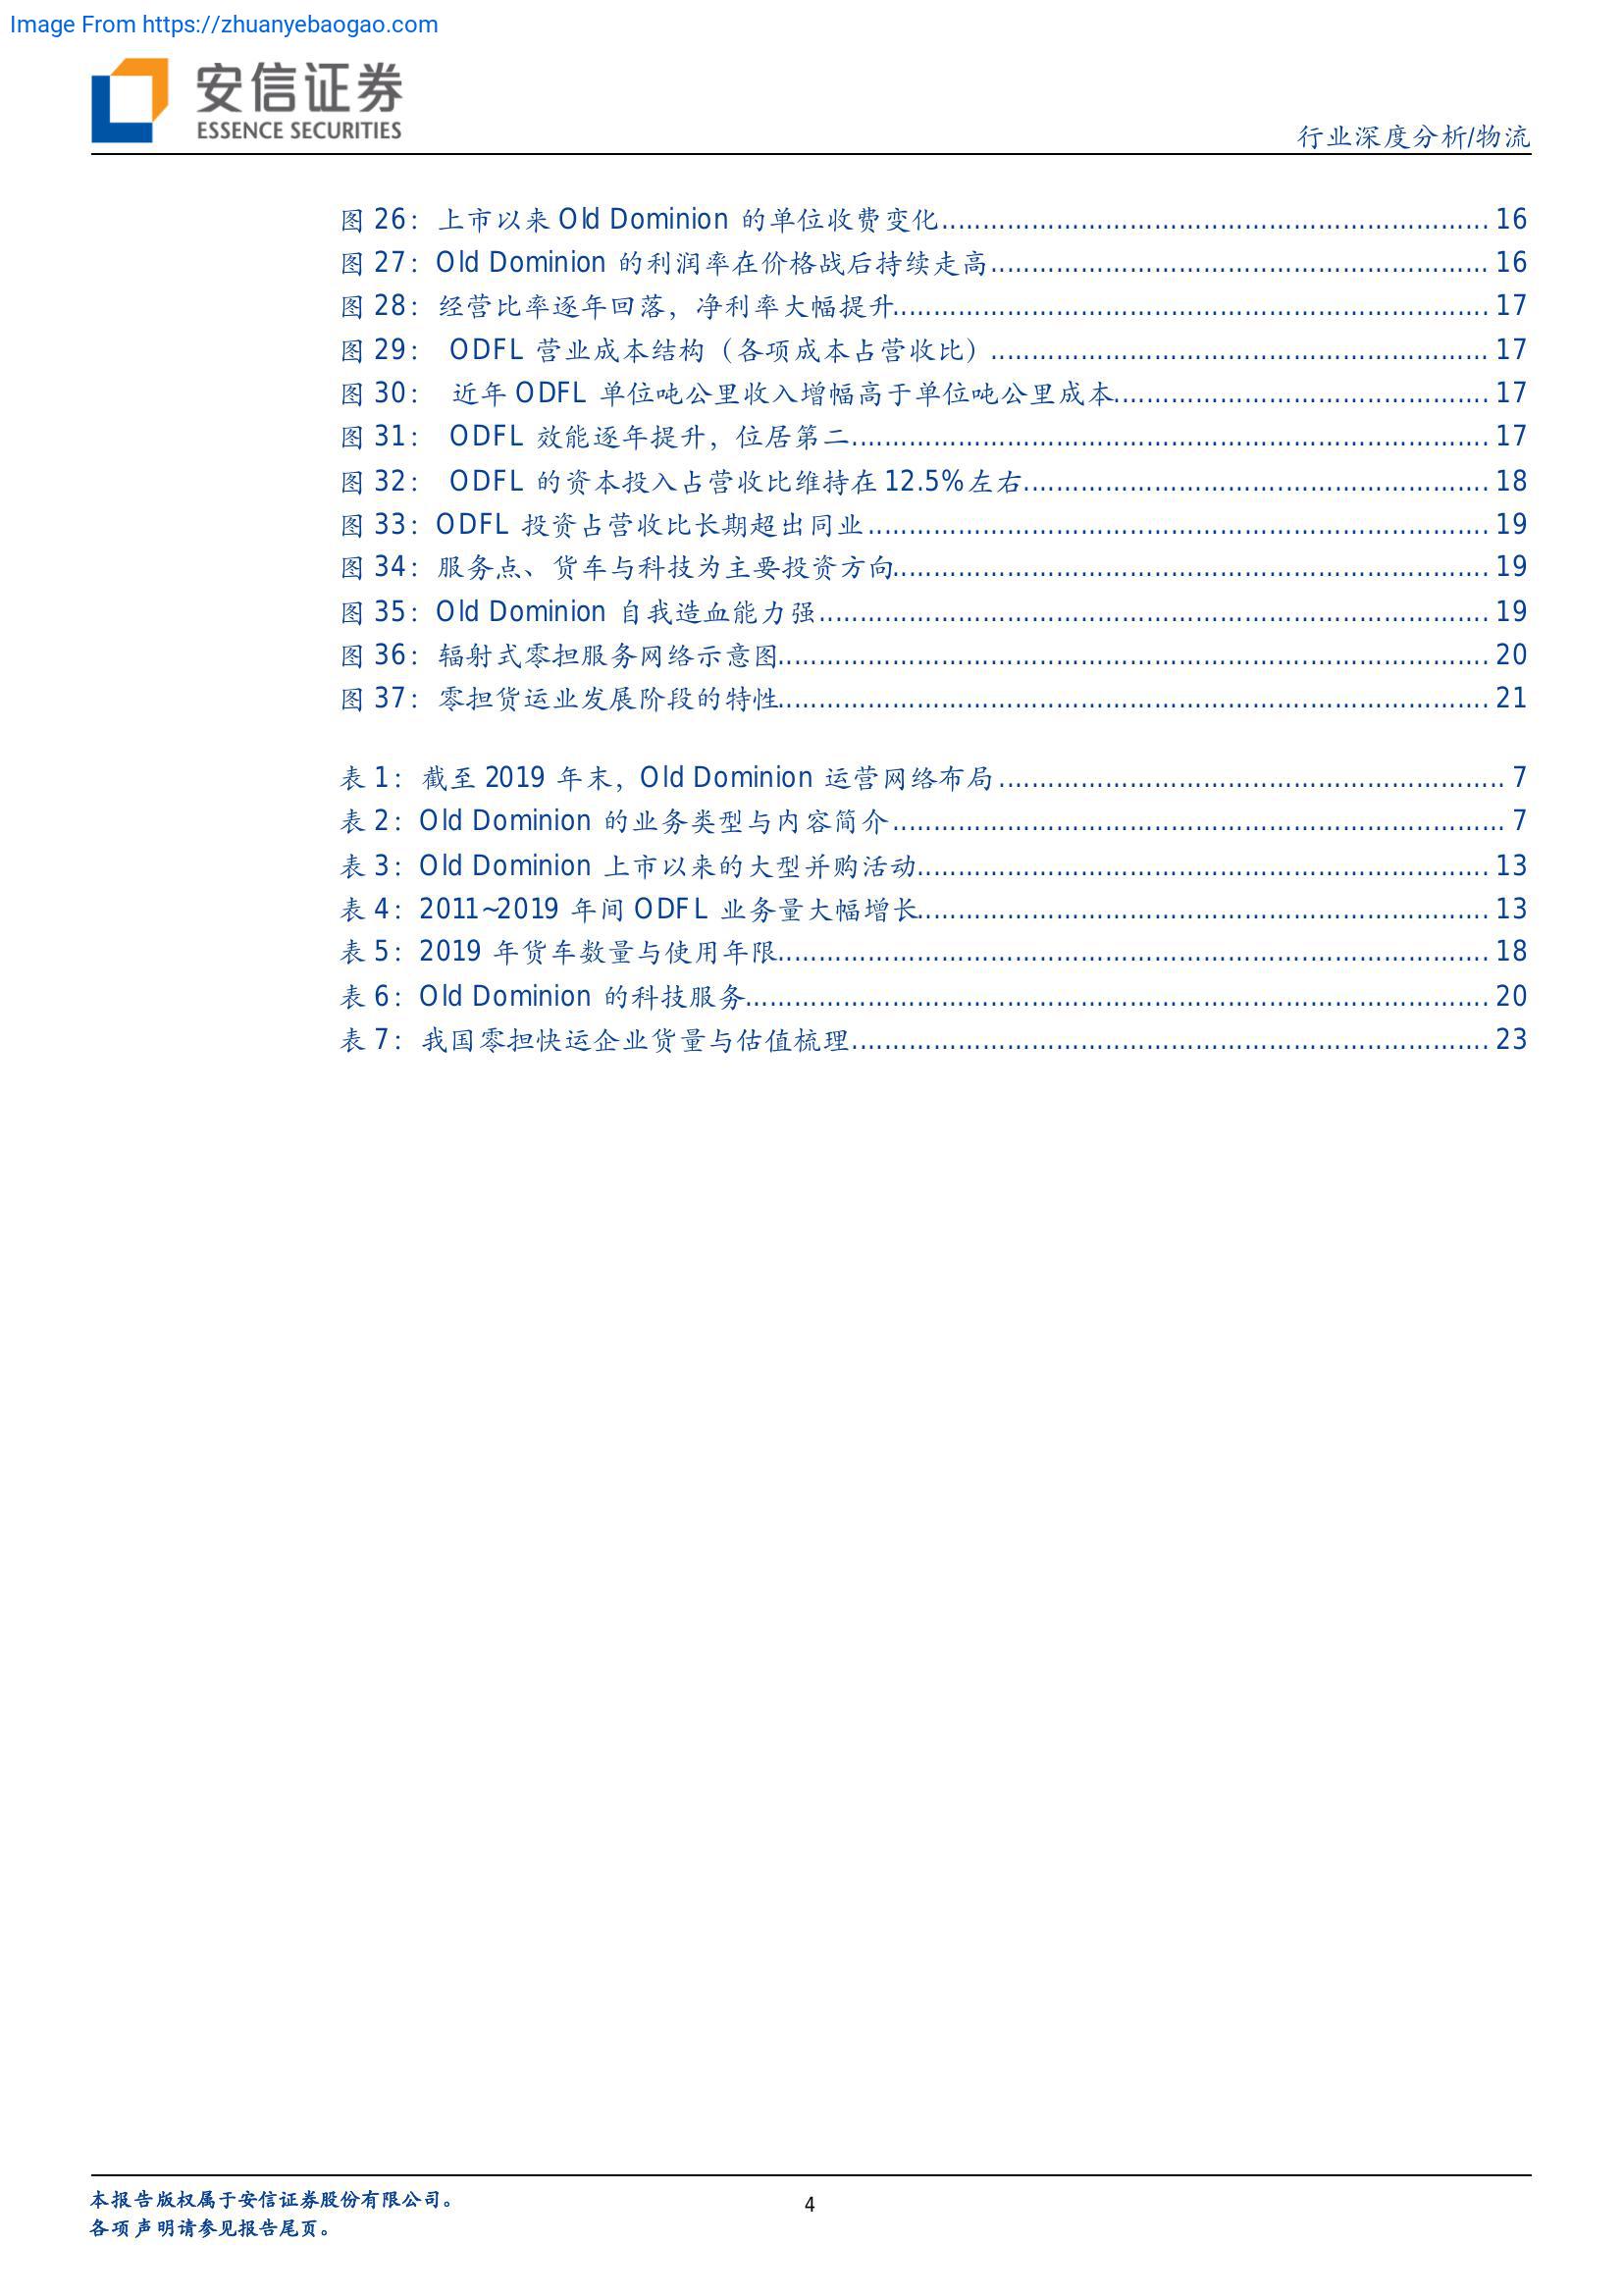 Image From https://zhuanyebaogao.com
安信证券
ESSENCE SECURITIES
行业深度分析/物流
图 26：上市以来 Old Dominion 的单位收费变化 16
图 27：Old Dominion 的利润率在价格战后持续走高 16
图 28：经营比率逐年回落，净利率大幅提升 17
图 29： ODFL 营业成本结构（各项成本占营收比） 17
图 30： 近年 ODFL 单位吨公里收入增幅高于单位吨公里成本 17
图 31： ODFL 效能逐年提升，位居第二 17
图 32： ODFL 的资本投入占营收比维持在 12.5%左右 18
图 33：ODFL 投资占营收比长期超出同业 19
图 34：服务点、货车与科技为主要投资方向 19
图 35：Old Dominion 自我造血能力强 19
图 36：辐射式零担服务网络示意图 20
图 37：零担货运业发展阶段的特性 21
表 1：截至 2019 年末，Old Dominion 运营网络布局 7
表 2：Old Dominion 的业务类型与内容简介 7
表 3：Old Dominion 上市以来的大型并购活动 13
表 4：2011~2019 年间 ODFL 业务量大幅增长 13
表 5：2019 年货车数量与使用年限 18
表 6：Old Dominion 的科技服务 20
表 7：我国零担快运企业货量与估值梳理 23
本报告版权属于安信证券股份有限公司。
各项声明请参见报告尾页。
4